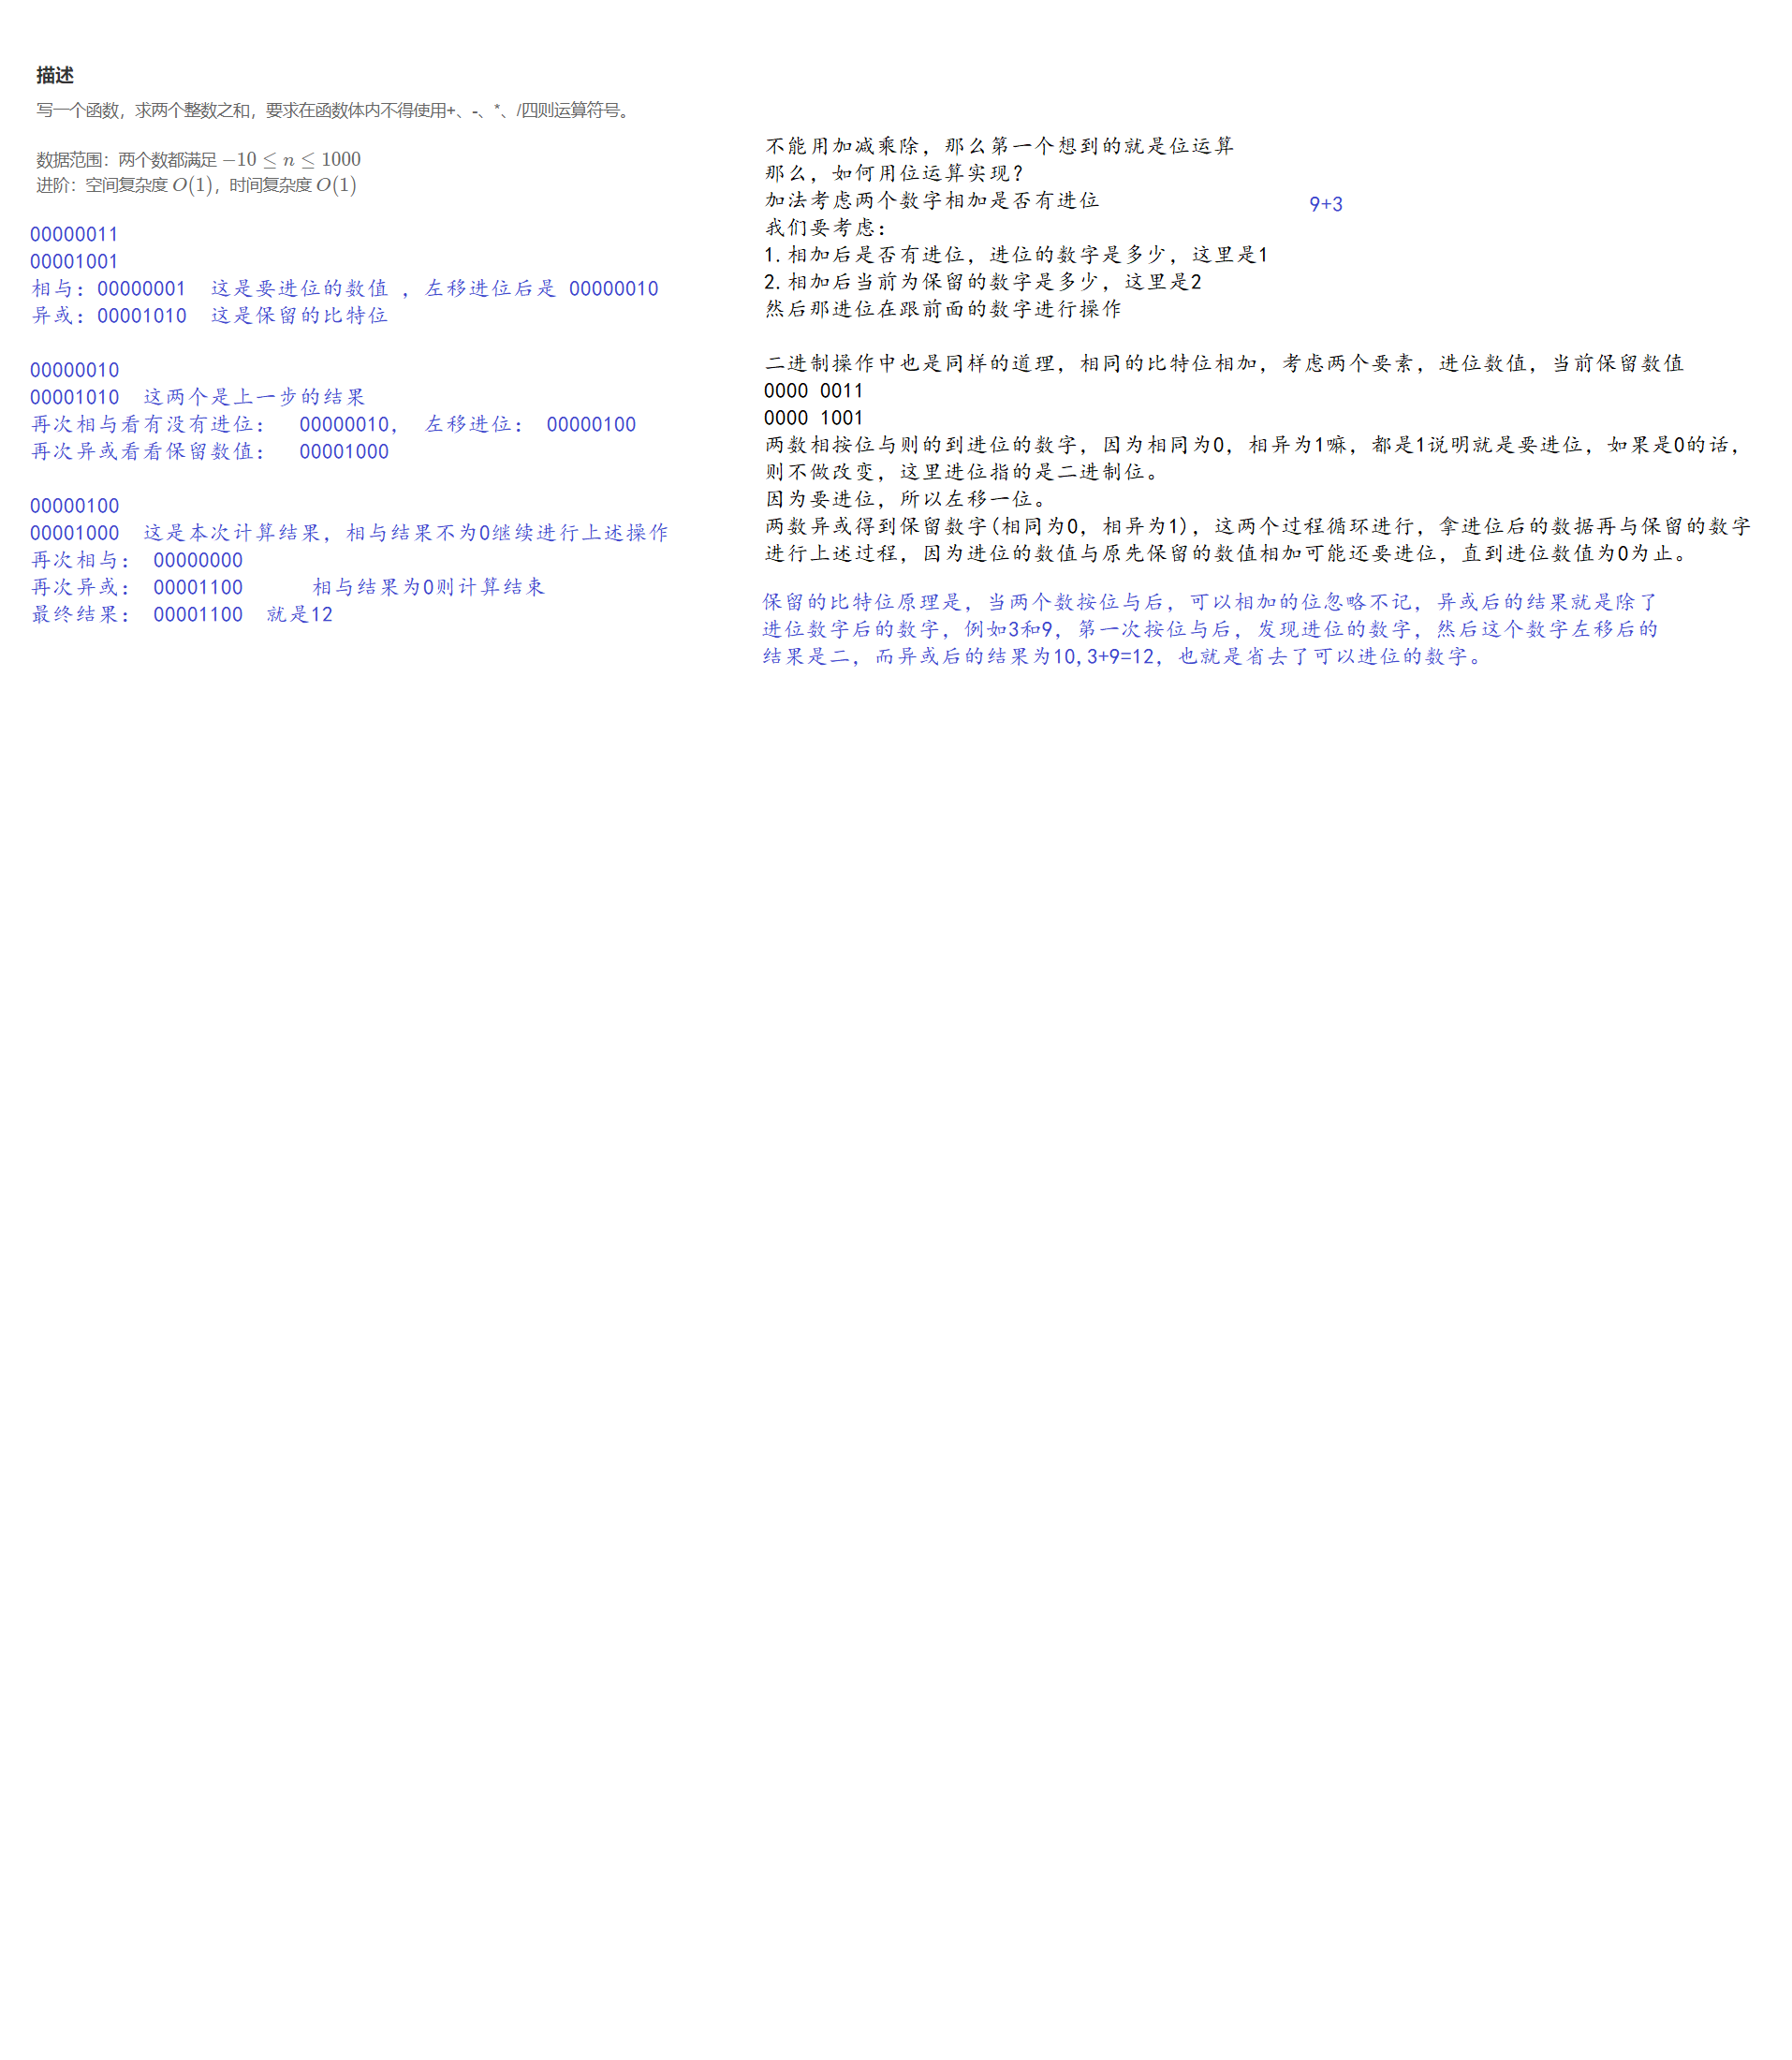 描述
写一个函数，求两个整数之和，要求在函数体内不得使用+、-、*、/四则运算符号。
数据范围：两个数都满足 −10 ≤ n ≤ 1000
进阶：空间复杂度 O(1)，时间复杂度 O(1)
00000011
00001001
相与：00000001  这是要进位的数值 ，左移进位后是 00000010
异或：00001010  这是保留的比特位
00000010
00001010  这两个是上一步的结果
再次相与看有没有进位：  00000010， 左移进位： 00000100
再次异或看看保留数值：  00001000
00000100
00001000  这是本次计算结果，相与结果不为0继续进行上述操作
再次相与： 00000000
再次异或： 00001100      相与结果为0则计算结束
最终结果： 00001100  就是12
不能用加减乘除，那么第一个想到的就是位运算
那么，如何用位运算实现？
加法考虑两个数字相加是否有进位
9+3
我们要考虑：
1.相加后是否有进位，进位的数字是多少，这里是1
2.相加后当前为保留的数字是多少，这里是2
然后那进位在跟前面的数字进行操作
二进制操作中也是同样的道理，相同的比特位相加，考虑两个要素，进位数值，当前保留数值
0000 0011
0000 1001
两数相按位与则的到进位的数字，因为相同为0，相异为1嘛，都是1说明就是要进位，如果是0的话，
则不做改变，这里进位指的是二进制位。
因为要进位，所以左移一位。
两数异或得到保留数字(相同为0，相异为1)，这两个过程循环进行，拿进位后的数据再与保留的数字
进行上述过程，因为进位的数值与原先保留的数值相加可能还要进位，直到进位数值为0为止。
保留的比特位原理是，当两个数按位与后，可以相加的位忽略不记，异或后的结果就是除了
进位数字后的数字，例如3和9，第一次按位与后，发现进位的数字，然后这个数字左移后的
结果是二，而异或后的结果为10,3+9=12，也就是省去了可以进位的数字。